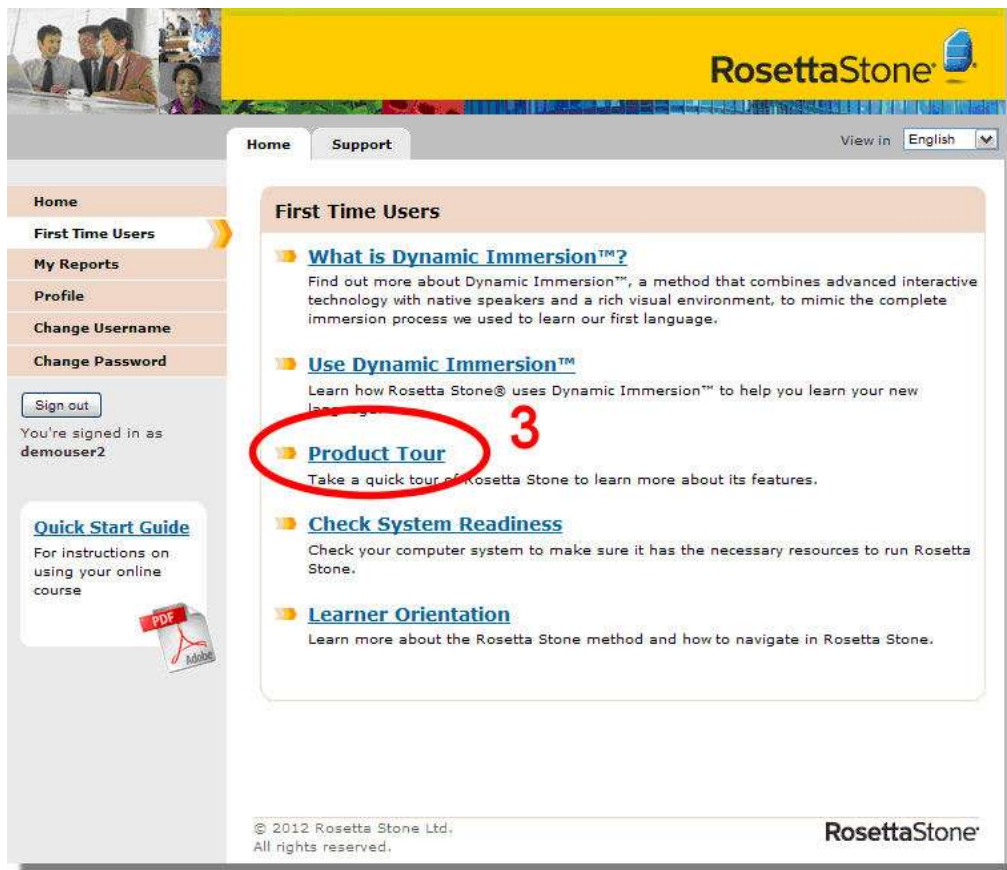 RosettaStone
Home
Support
View in
English
Home
First Time Users
My Reports
Profile
Change Username
Change Password
Sign out
You're signed in as
demouser2
Quick Start Guide
For instructions on
using your online
course
PDF
Adobe
First Time Users
What is Dynamic Immersion™?
Find out more about Dynamic Immersion™, a method that combines advanced interactive
technology with native speakers and a rich visual environment, to mimic the complete
immersion process we used to learn our first language.
Use Dynamic Immersion™
Learn how Rosetta Stone® uses Dynamic Immersion™ to help you learn your new
3
Product Tour
Take a quick tour of Rosetta Stone to learn more about its features.
Check System Readiness
Check your computer system to make sure it has the necessary resources to run Rosetta
Stone.
Learner Orientation
Learn more about the Rosetta Stone method and how to navigate in Rosetta Stone.
© 2012 Rosetta Stone Ltd.
All rights reserved.
RosettaStone